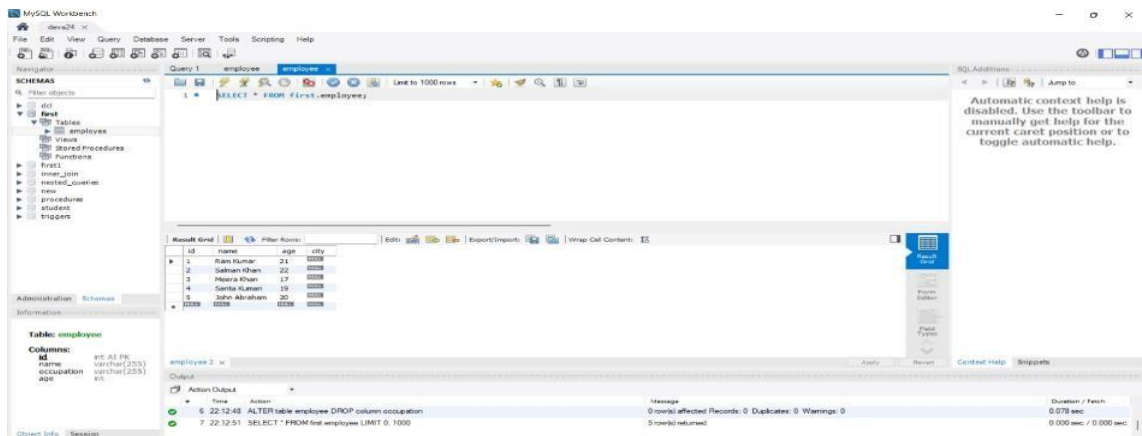 MySQL Workbench
deva24
File Edit View Query Database Server Tools Scripting Help
Navigator
SCHEMAS
Filter objects
dcl
first
Tables
employee
Views
Stored Procedures
Functions
first1
inner_join
nested_queries
new
procedures
student
triggers
Administration Schemas
Information
Table: employee
Columns:
id int AI PK
name varchar(255)
occupation varchar(255)
age int
Object Info Session
Query 1 employee employee
Limit to 1000 rows
1 SELECT * FROM first.employee;
Result Grid Filter Rows: Edit: Export/Import: Wrap Cell Content:
id name age city
1 Ram Kumar 21 NULL
2 Salman Khan 22 NULL
3 Meera Khan 17 NULL
4 Sarita Kumari 19 NULL
5 John Abraham 20 NULL
NULL NULL NULL NULL
Result Grid
Form Editor
Field Types
employee 2 Apply Revert
Output
Action Output
# Time Action Message Duration / Fetch
6 22:12:48 ALTER table employee DROP column occupation 0 row(s) affected Records: 0 Duplicates: 0 Warnings: 0 0.078 sec
7 22:12:51 SELECT * FROM first.employee LIMIT 0, 1000 5 row(s) returned 0.000 sec / 0.000 sec
SQLAdditions
Jump to
Automatic context help is
disabled. Use the toolbar to
manually get help for the
current caret position or to
toggle automatic help.
Context Help Snippets